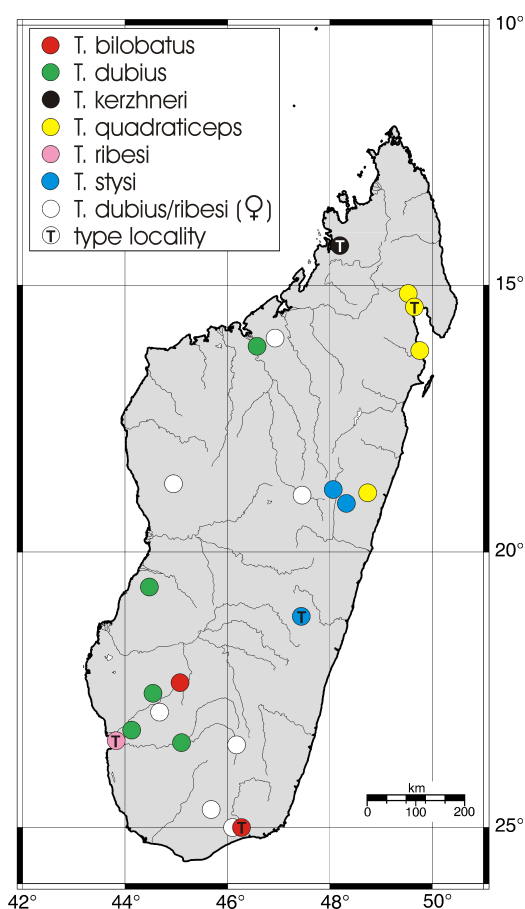 10°
T. bilobatus
T. dubius
T. kerzhneri
T. quadraticeps
T. ribesi
T. stysi
T. dubius/ribesi (♀)
T type locality
T
15°
T
20°
T
T
km
0 100 200
T
25°
42° 44° 46° 48° 50°